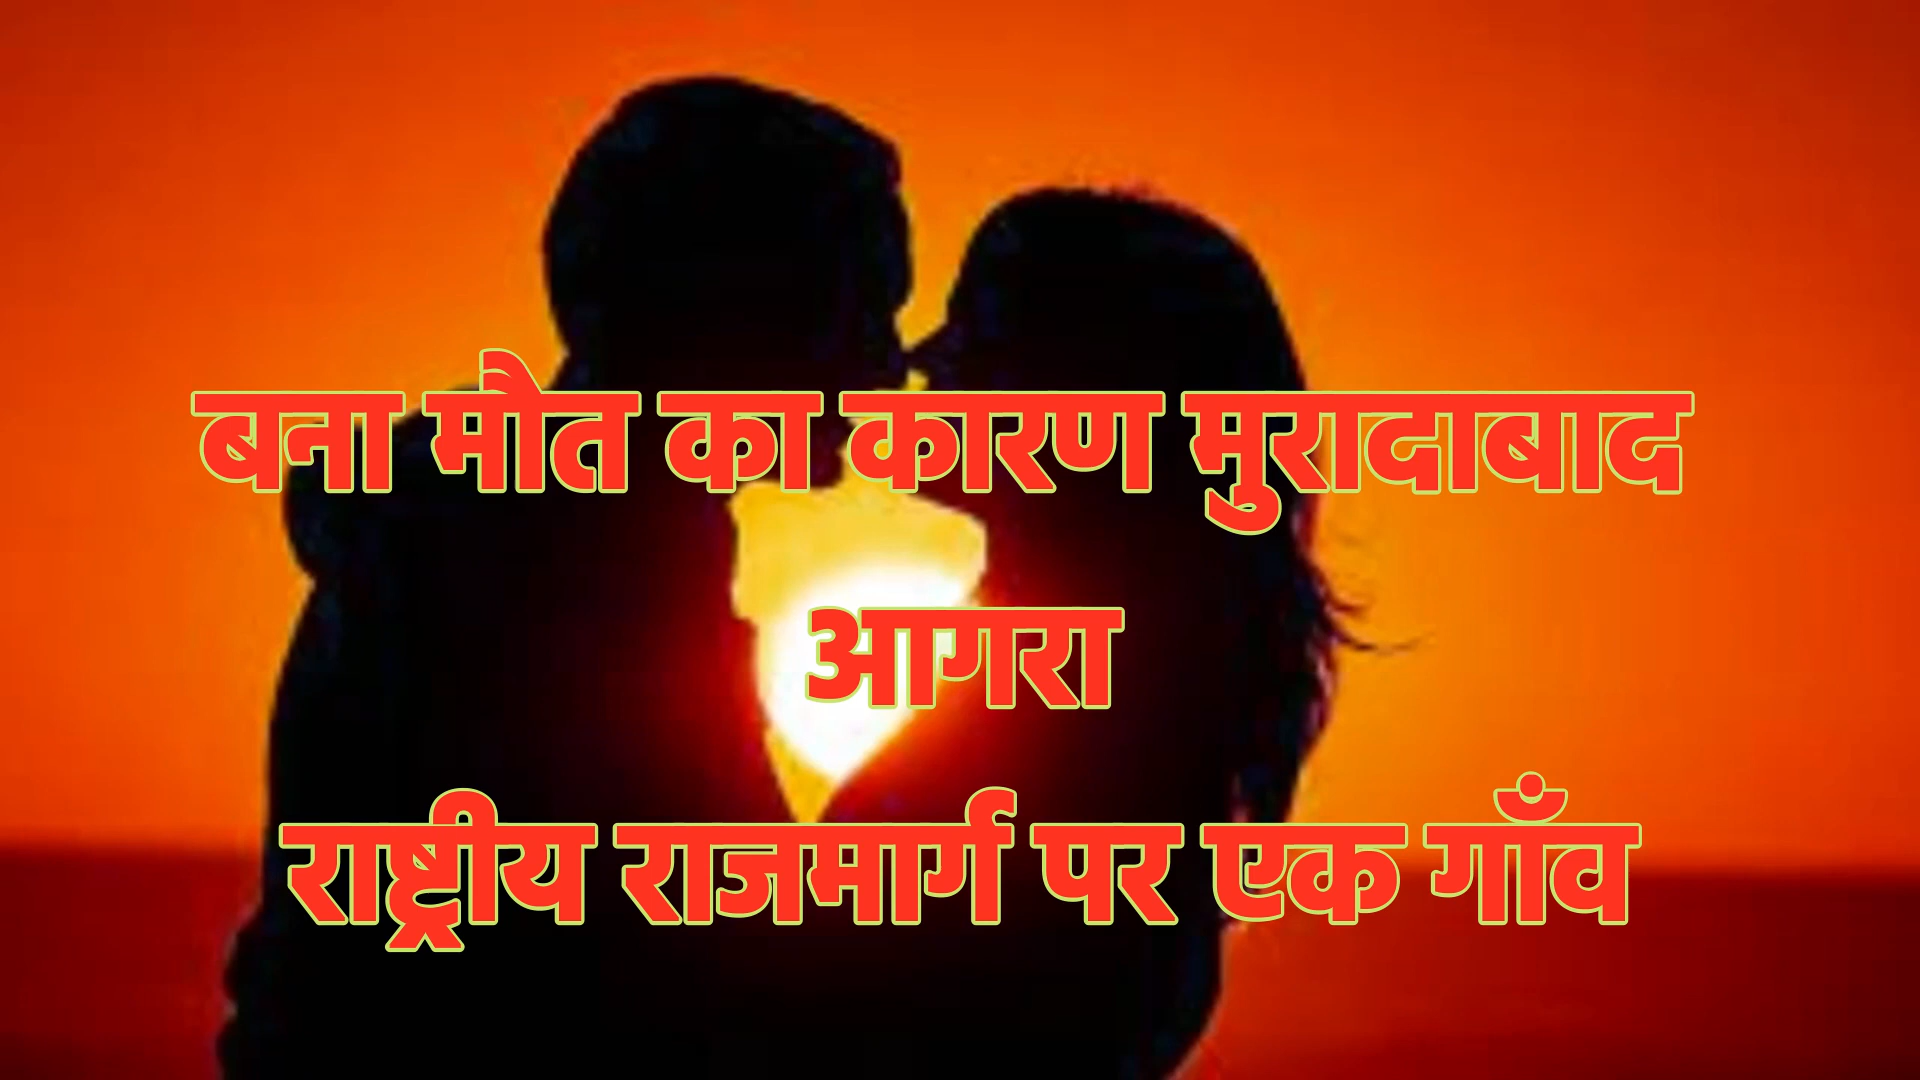 बना मौत का कारण मुरादाबाद
आगरा
राष्ट्रीय राजमार्ग पर एक गाँव